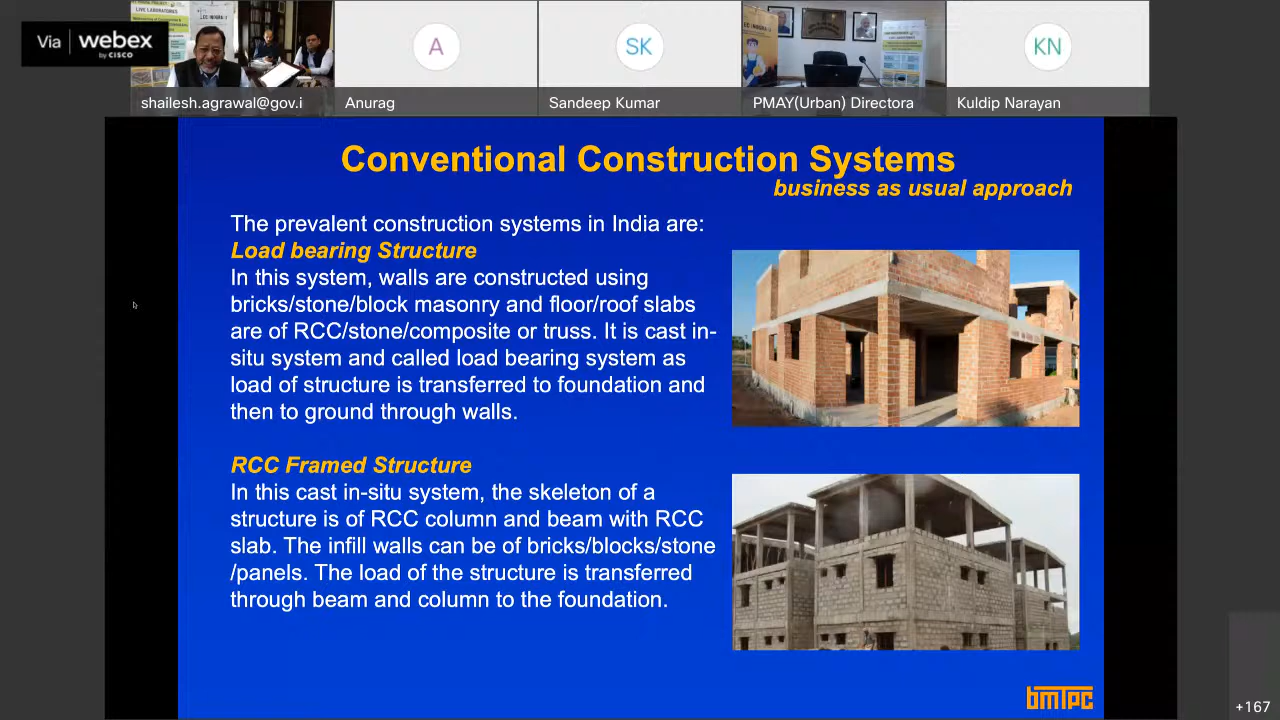 Via webex
by CISCO
shailesh.agrawal@gov.i
A
Anurag
SK
Sandeep Kumar
PMAY(Urban) Directora
KN
Kuldip Narayan
Conventional Construction Systems
business as usual approach
The prevalent construction systems in India are:
Load bearing Structure
In this system, walls are constructed using
bricks/stone/block masonry and floor/roof slabs
are of RCC/stone/composite or truss. It is cast in-
situ system and called load bearing system as
load of structure is transferred to foundation and
then to ground through walls.
RCC Framed Structure
In this cast in-situ system, the skeleton of a
structure is of RCC column and beam with RCC
slab. The infill walls can be of bricks/blocks/stone
/panels. The load of the structure is transferred
through beam and column to the foundation.
bmTPC
+167